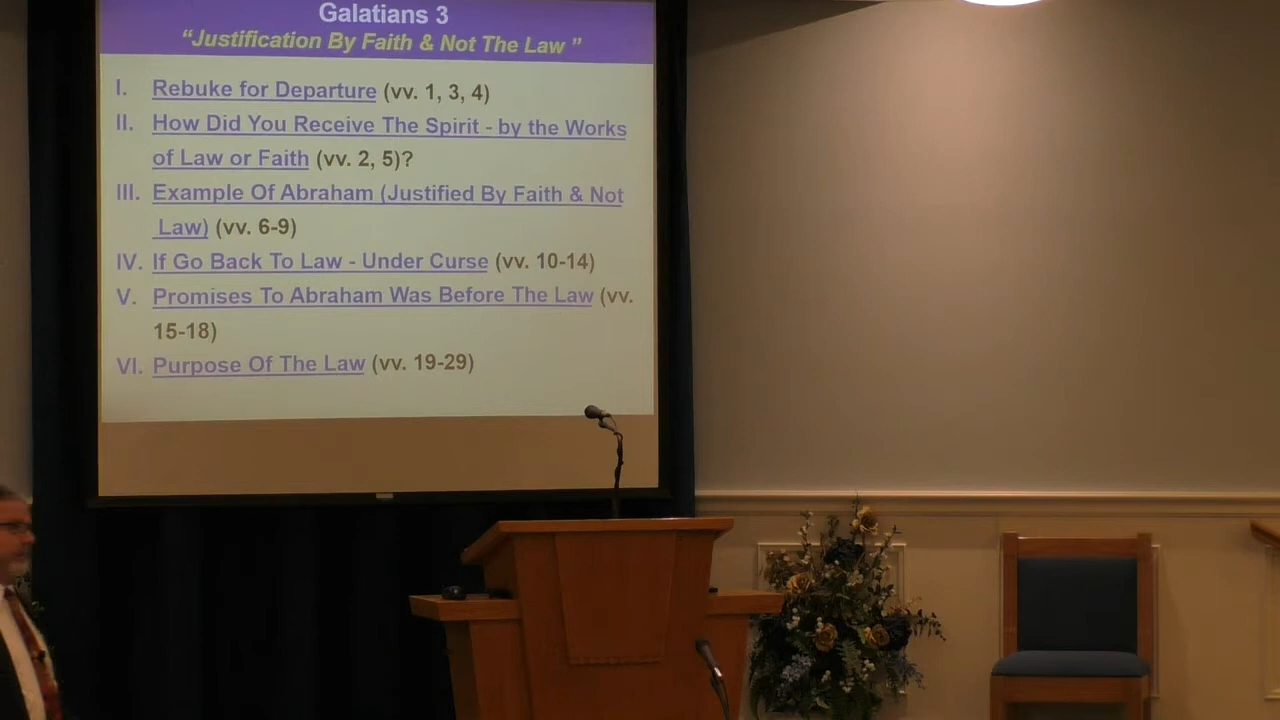 Galatians 3
“Justification By Faith & Not The Law ”
I. Rebuke for Departure (vv. 1, 3, 4)
II. How Did You Receive The Spirit - by the Works
of Law or Faith (vv. 2, 5)?
III. Example Of Abraham (Justified By Faith & Not
Law) (vv. 6-9)
IV. If Go Back To Law - Under Curse (vv. 10-14)
V. Promises To Abraham Was Before The Law (vv.
15-18)
VI. Purpose Of The Law (vv. 19-29)